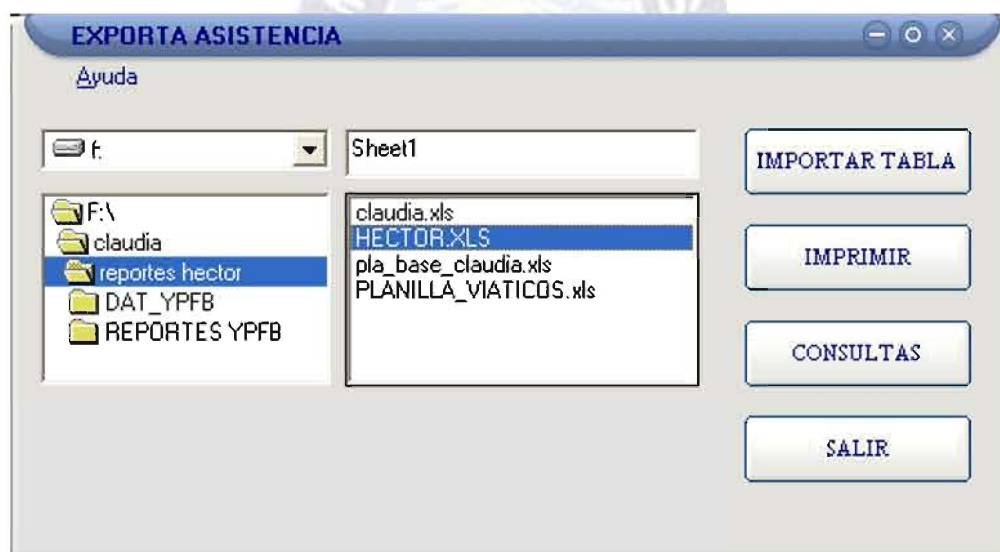 EXPORTA ASISTENCIA
Ayuda
f:
Sheet1
F:\
claudia
reportes hector
DAT_YPFB
REPORTES YPFB
claudia.xls
HECTOR.XLS
pla_base_claudia.xls
PLANILLA_VIATICOS.xls
IMPORTAR TABLA
IMPRIMIR
CONSULTAS
SALIR